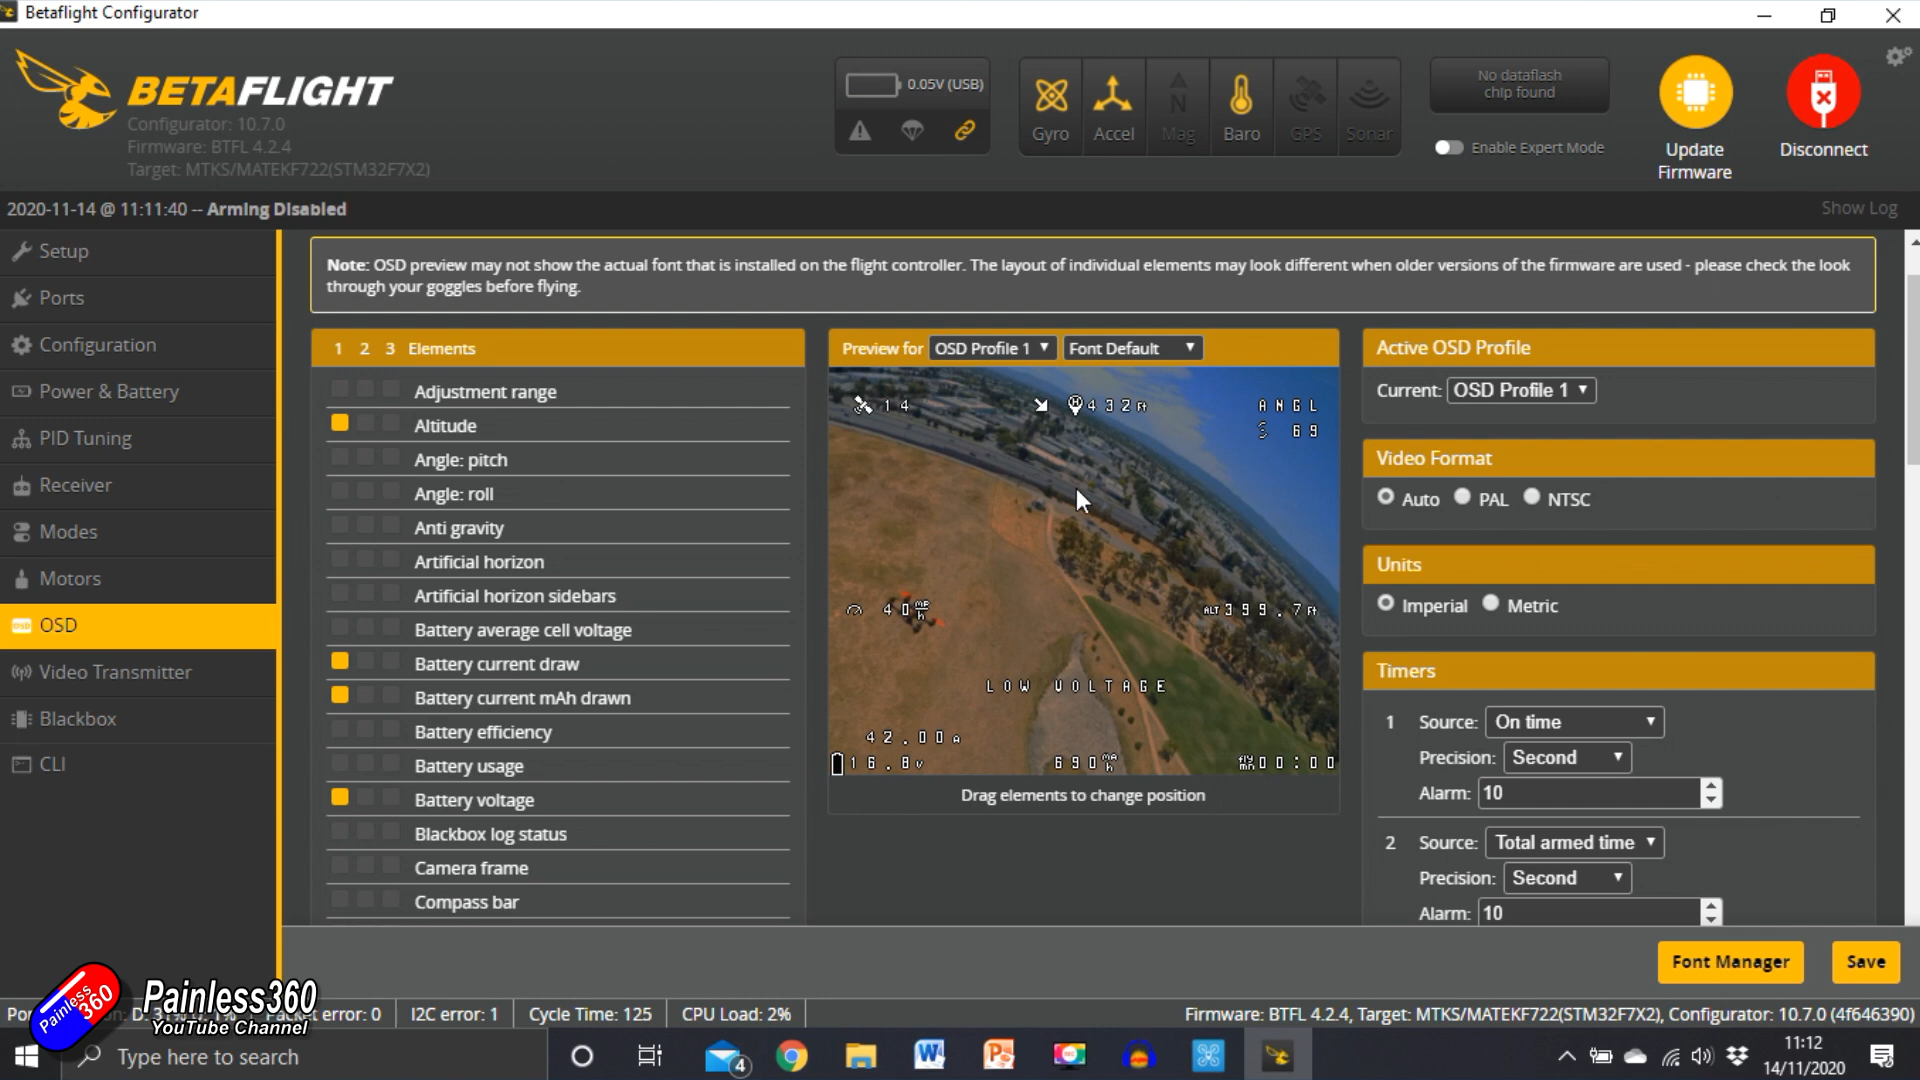 Betaflight Configurator
BETAFLIGHT
Configurator: 10.7.0
Firmware: BTFL 4.2.4
Target: MTKS/MATEKF722(STM32F7X2)
0.05V (USB)
Gyro
Accel
Mag
Baro
GPS
Sonar
No dataflash
chip found
Enable Expert Mode
Update
Firmware
Disconnect
2020-11-14 @ 11:11:40 -- Arming Disabled
Show Log
Setup
Ports
Configuration
Power & Battery
PID Tuning
Receiver
Modes
Motors
OSD
Video Transmitter
Blackbox
CLI
Note: OSD preview may not show the actual font that is installed on the flight controller. The layout of individual elements may look different when older versions of the firmware are used - please check the look
through your goggles before flying.
1 2 3 Elements
Adjustment range
Altitude
Angle: pitch
Angle: roll
Anti gravity
Artificial horizon
Artificial horizon sidebars
Battery average cell voltage
Battery current draw
Battery current mAh drawn
Battery efficiency
Battery usage
Battery voltage
Blackbox log status
Camera frame
Compass bar
Preview for OSD Profile 1 Font Default
14
432FT
ANGL
69
40MPh
ALT399.7FT
LOW VOLTAGE
42.00A
16.8V
690MAh
FLY MN00:00
Drag elements to change position
Active OSD Profile
Current: OSD Profile 1
Video Format
Auto PAL NTSC
Units
Imperial Metric
Timers
1 Source: On time
Precision: Second
Alarm: 10
2 Source: Total armed time
Precision: Second
Alarm: 10
Font Manager
Save
Painless360
Painless360
YouTube Channel
Packet error: 0
I2C error: 1
Cycle Time: 125
CPU Load: 2%
Firmware: BTFL 4.2.4, Target: MTKS/MATEKF722(STM32F7X2), Configurator: 10.7.0 (4f646390)
Type here to search
4
11:12
14/11/2020